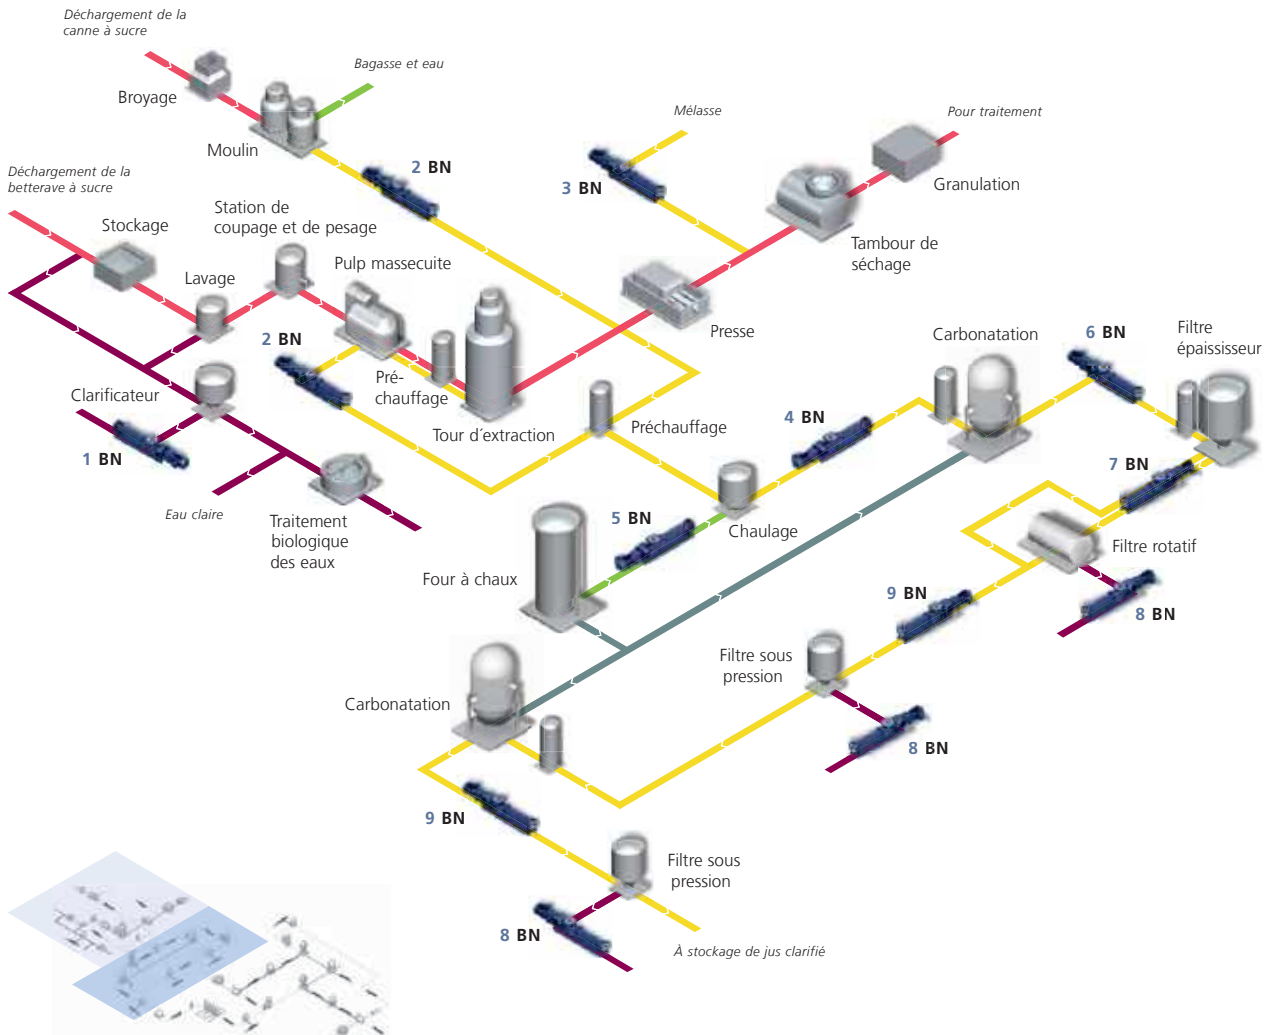 Déchargement de la
canne à sucre
Broyage
Bagasse et eau
Moulin
Mélasse
Pour traitement
2 BN
3 BN
Granulation
Déchargement de la
betterave à sucre
Stockage
Station de
coupage et de pesage
Lavage
Pulp massecuite
Tambour de
séchage
Presse
Carbonatation
6 BN
Filtre
épaississeur
2 BN
Pré-
chauffage
Clarificateur
Tour d´extraction
Préchauffage
4 BN
1 BN
7 BN
Eau claire
Traitement
biologique
des eaux
5 BN
Chaulage
Filtre rotatif
Four à chaux
9 BN
8 BN
Filtre sous
pression
Carbonatation
8 BN
9 BN
Filtre sous
pression
8 BN
À stockage de jus clarifié